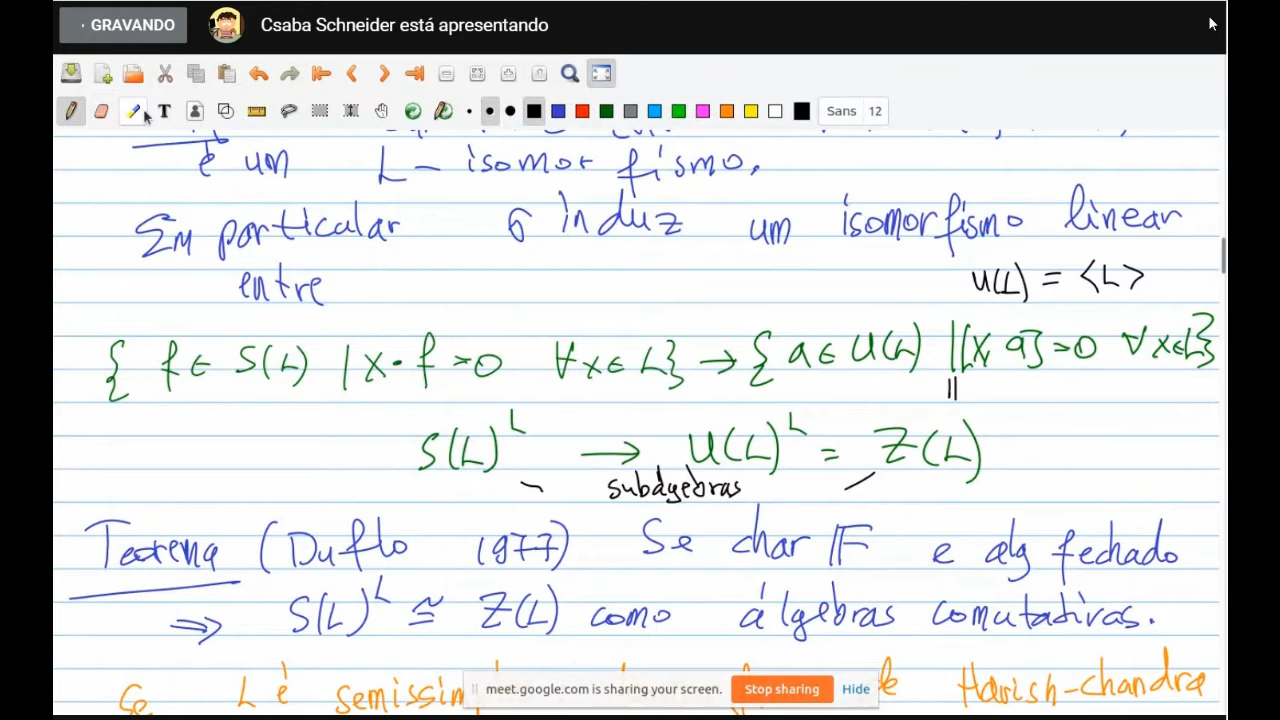 GRAVANDO Csaba Schneider está apresentando
Sans 12
é um L - isomorfismo.
Em particular σ induz um isomorfismo linear
entre
U(L) = <L>
{ f ∈ S(L) | x · f = 0 ∀x ∈ L} → { a ∈ U(L) | [x, a] = 0 ∀x∈L}
||
S(L)^L → U(L)^L = Z(L)
subálgebras
Teorema (Duflo 1977) Se char F e alg fechado
⇒ S(L)^L ≅ Z(L) como álgebras comutativas.
Se L é Harish-chandra
meet.google.com is sharing your screen. Stop sharing Hide